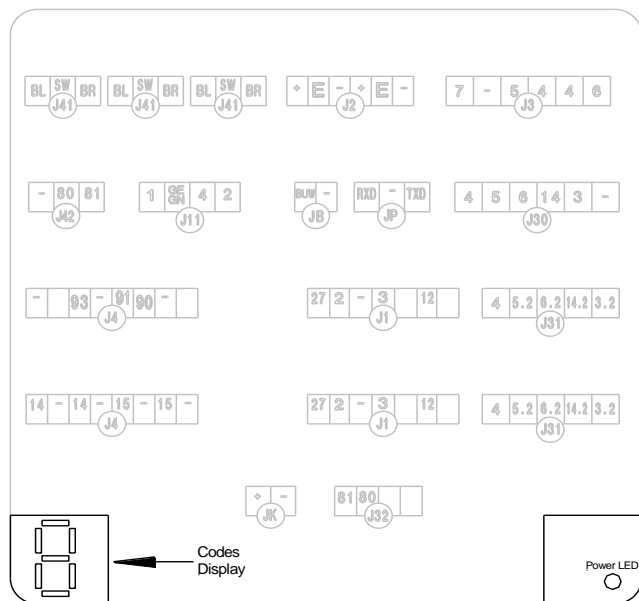 BL SW BR BL SW BR BL SW BR + E - + E - 7 - 5 4 4 6
J41 J41 J41 J2 J3
- 80 81 1 GE GN 4 2 BUW - RXD - TXD 4 5 6 14 3 -
J42 J11 JB JP J30
- 93 - 91 90 - 27 2 - 3 12 4 5.2 6.2 14.2 3.2
J4 J1 J31
14 - 14 - 15 - 15 - 27 2 - 3 12 4 5.2 6.2 14.2 3.2
J4 J1 J31
+ - 81 80
JK J32
Codes
Display
Power LED